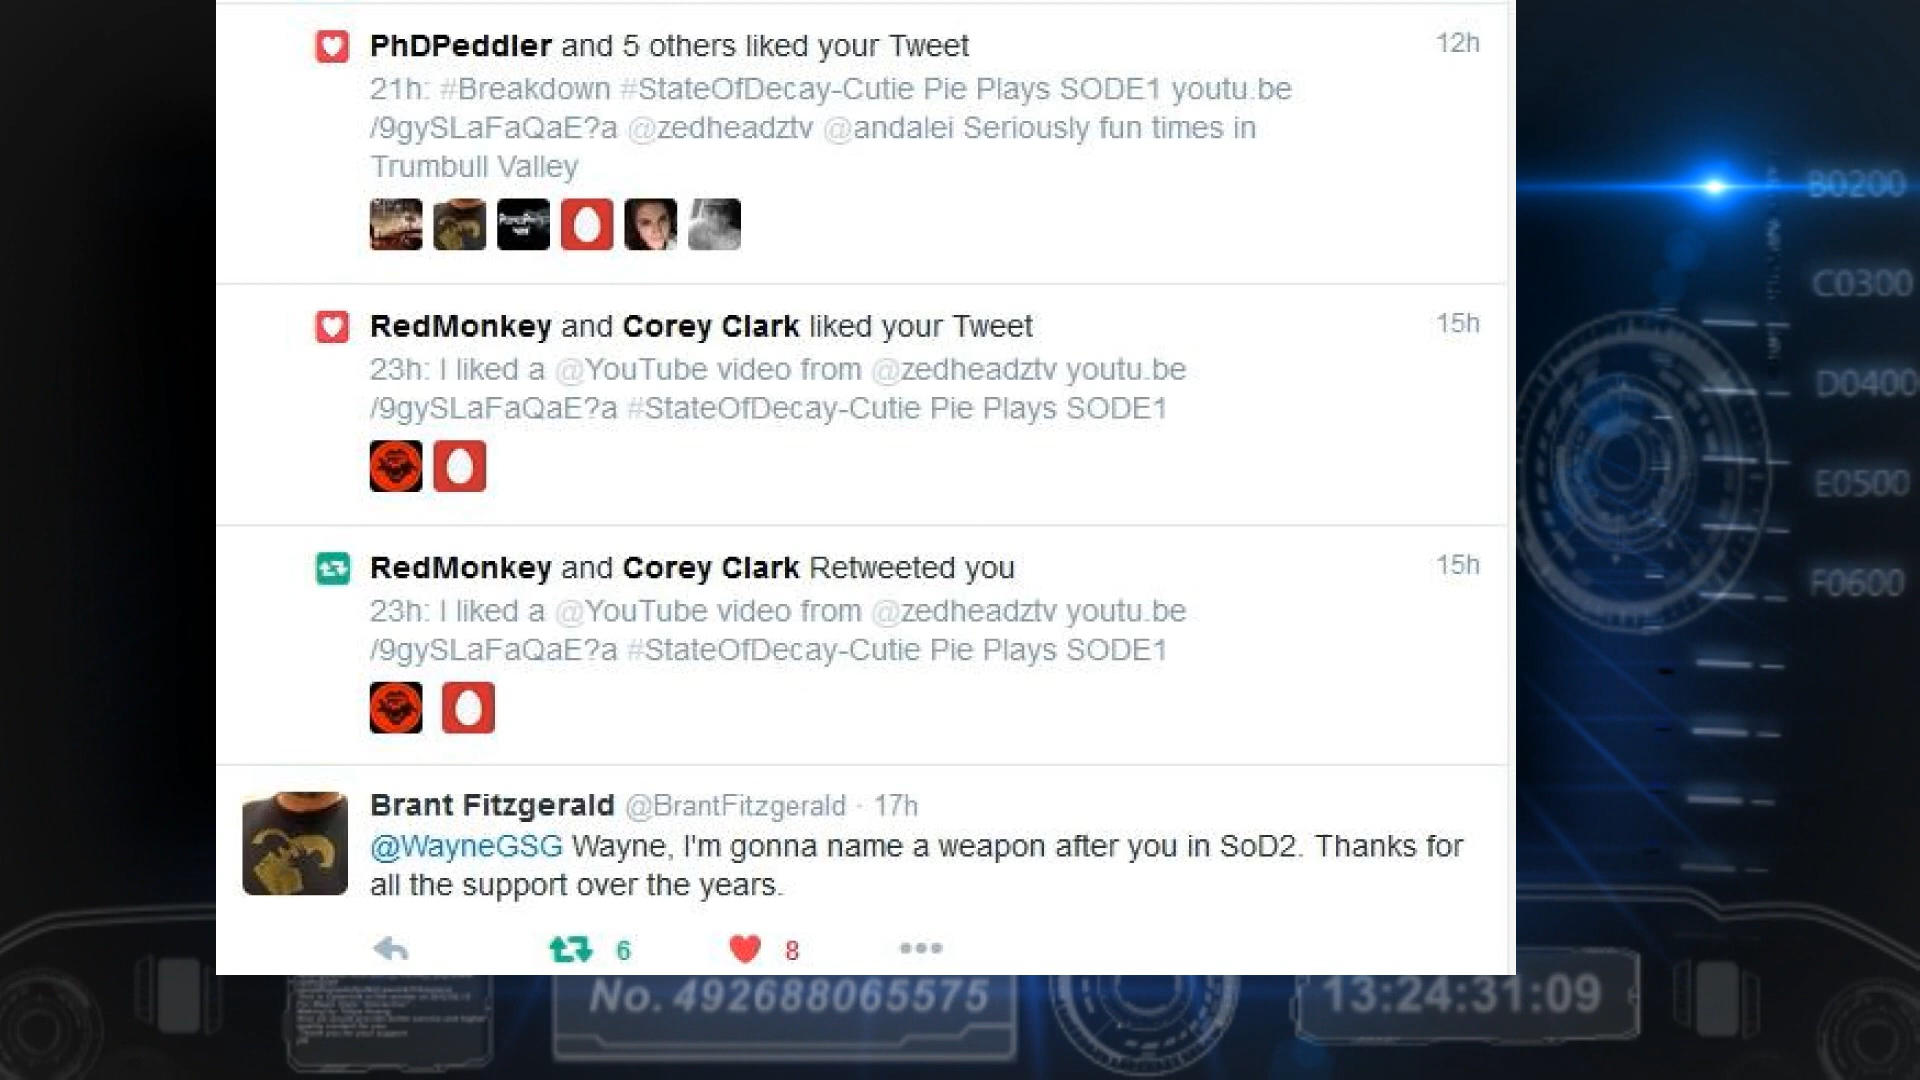 PhDPeddler and 5 others liked your Tweet
12h
21h: #Breakdown #StateOfDecay-Cutie Pie Plays SODE1 youtu.be
/9gySLaFaQaE?a @zedheadztv @andalei Seriously fun times in
Trumbull Valley
RedMonkey and Corey Clark liked your Tweet
15h
23h: I liked a @YouTube video from @zedheadztv youtu.be
/9gySLaFaQaE?a #StateOfDecay-Cutie Pie Plays SODE1
RedMonkey and Corey Clark Retweeted you
15h
23h: I liked a @YouTube video from @zedheadztv youtu.be
/9gySLaFaQaE?a #StateOfDecay-Cutie Pie Plays SODE1
Brant Fitzgerald @BrantFitzgerald · 17h
@WayneGSG Wayne, I'm gonna name a weapon after you in SoD2. Thanks for
all the support over the years.
6
8
B0200
C0300
D0400
E0500
F0600
No. 492688065575
13:24:31:09